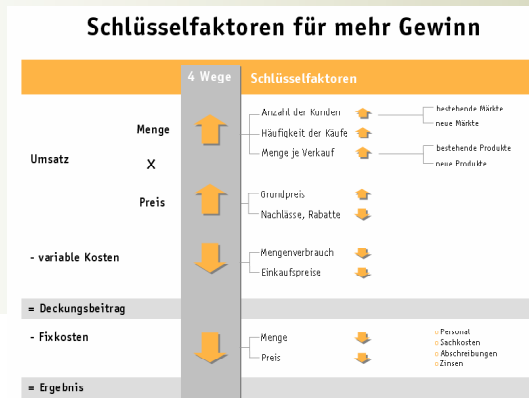 Schlüsselfaktoren für mehr Gewinn
4 Wege Schlüsselfaktoren
Anzahl der Kunden
bestehende Märkte
neue Märkte
Menge
Häufigkeit der Käufe
Umsatz
X
Menge je Verkauf
bestehende Produkte
neue Produkte
Preis
Grundpreis
Nachlässe, Rabatte
- variable Kosten
Mengenverbrauch
Einkaufspreise
= Deckungsbeitrag
- Fixkosten
Menge
Preis
Personal
Sachkosten
Abschreibungen
Zinsen
= Ergebnis